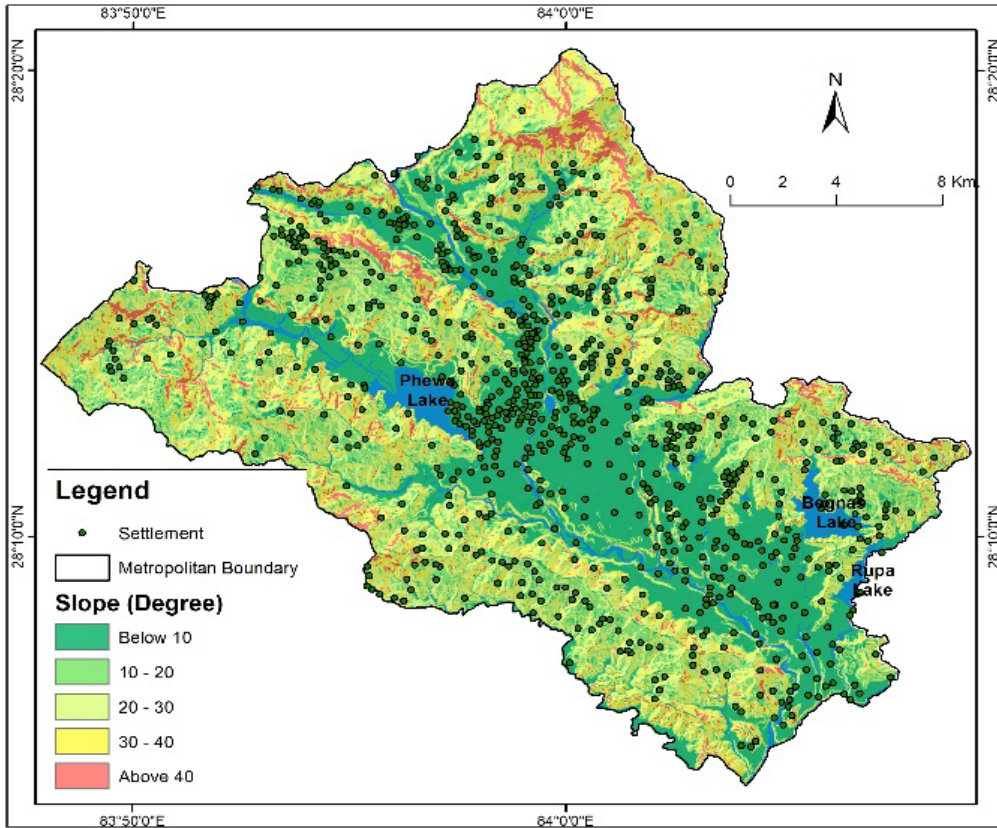 83°50'0"E
84°0'0"E
28°20'0"N
28°20'0"N
N
0 2 4 8 Km
Phewa
Lake
Begnas
Lake
Rupa
Lake
28°10'0"N
28°10'0"N
Legend
Settlement
Metropolitan Boundary
Slope (Degree)
Below 10
10 - 20
20 - 30
30 - 40
Above 40
83°50'0"E
84°0'0"E